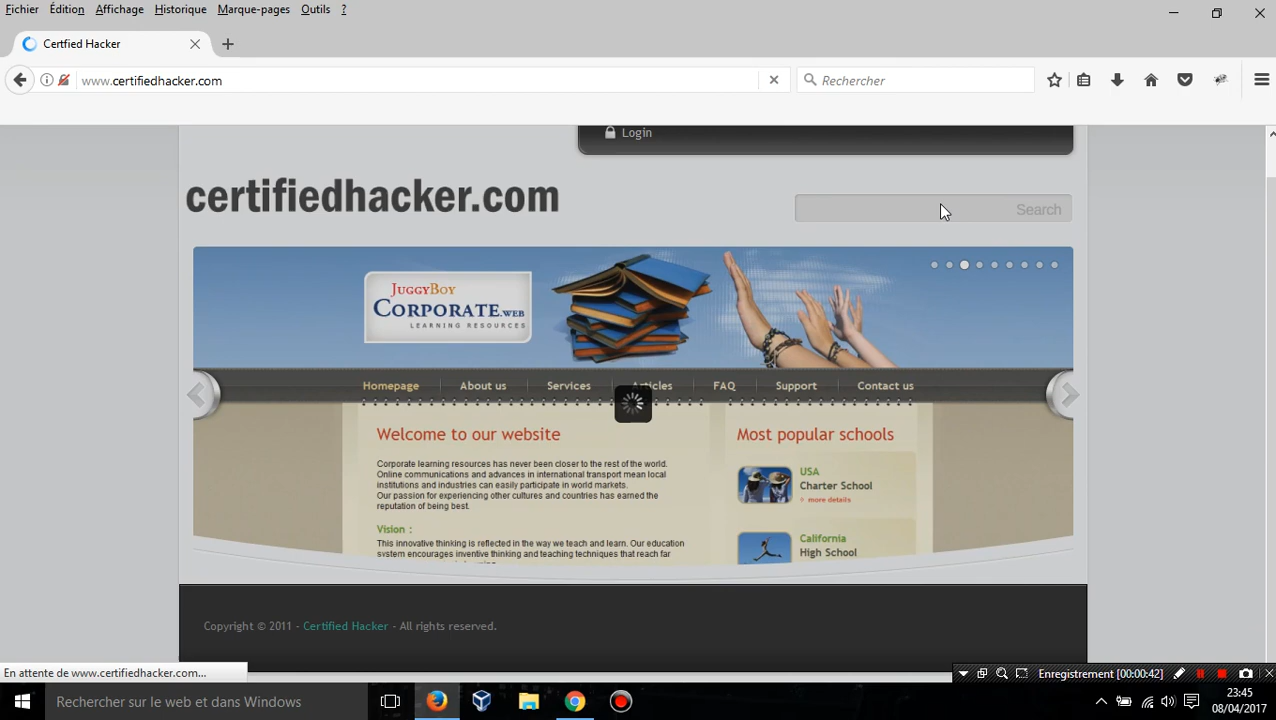 Fichier Édition Affichage Historique Marque-pages Outils ?
Certfied Hacker
www.certifiedhacker.com
Rechercher
Login
certifiedhacker.com
Search
JUGGYBOY
CORPORATE.WEB
LEARNING RESOURCES
Homepage About us Services Articles FAQ Support Contact us
Welcome to our website
Corporate learning resources has never been closer to the rest of the world.
Online communications and advances in international transport mean local
institutions and industries can easily participate in world markets.
Our passion for experiencing other cultures and countries has earned the
reputation of being best.
Vision :
This innovative thinking is reflected in the way we teach and learn. Our education
system encourages inventive thinking and teaching techniques that reach far
Most popular schools
USA
Charter School
more details
California
High School
Copyright © 2011 - Certified Hacker - All rights reserved.
En attente de www.certifiedhacker.com...
Enregistrement [00:00:42]
Rechercher sur le web et dans Windows
23:45
08/04/2017